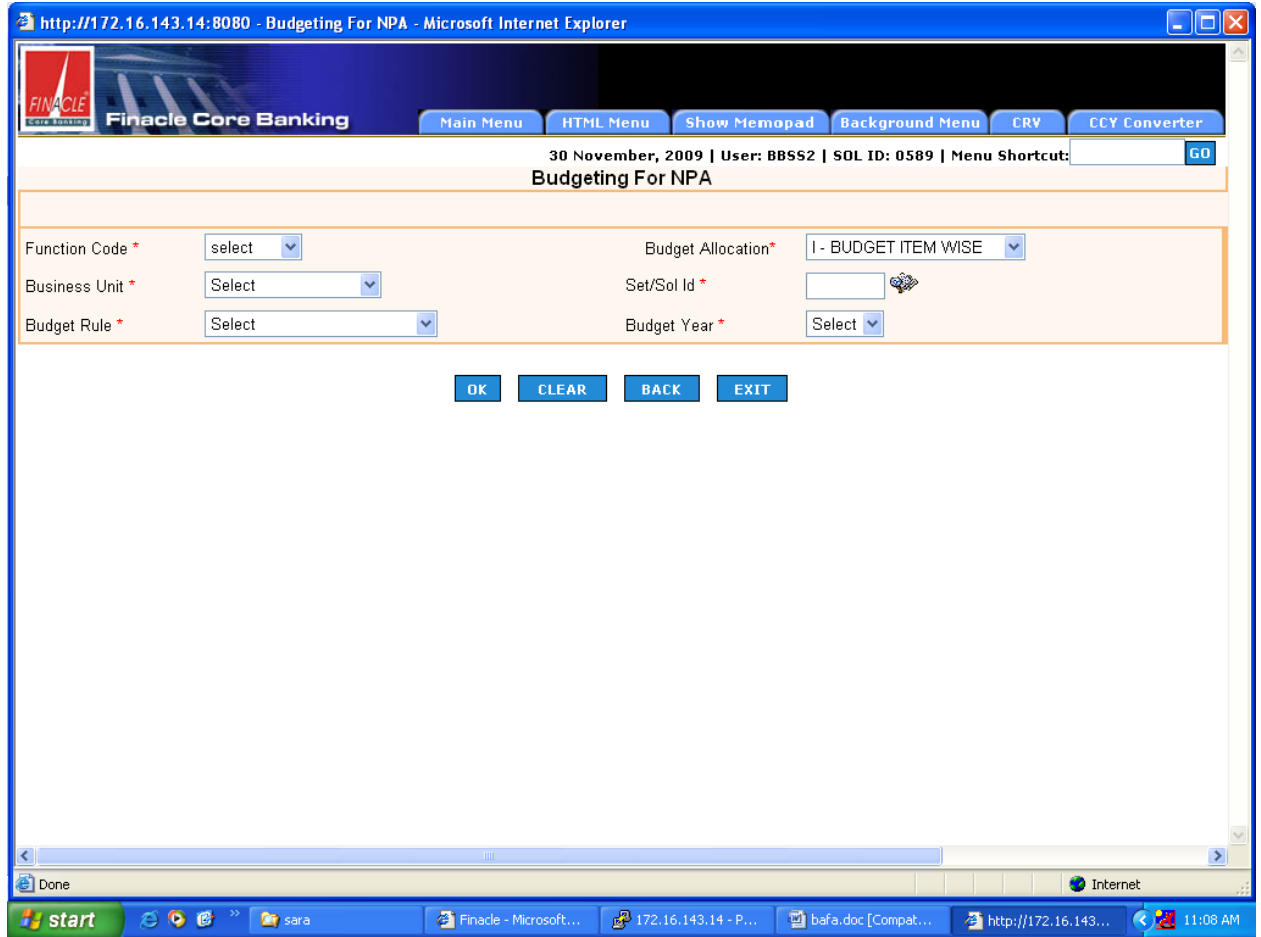 http://172.16.143.14:8080 - Budgeting For NPA - Microsoft Internet Explorer
FINACLE
Core Banking
Finacle Core Banking
Main Menu HTML Menu Show Memopad Background Menu CRV CCY Converter
30 November, 2009 | User: BBSS2 | SOL ID: 0589 | Menu Shortcut: GO
Budgeting For NPA
Function Code * select Budget Allocation* I - BUDGET ITEM WISE
Business Unit * Select Set/Sol Id *
Budget Rule * Select Budget Year * Select
OK CLEAR BACK EXIT
Done Internet
start sara Finacle - Microsoft... 172.16.143.14 - P... bafa.doc [Compat... http://172.16.143... 11:08 AM